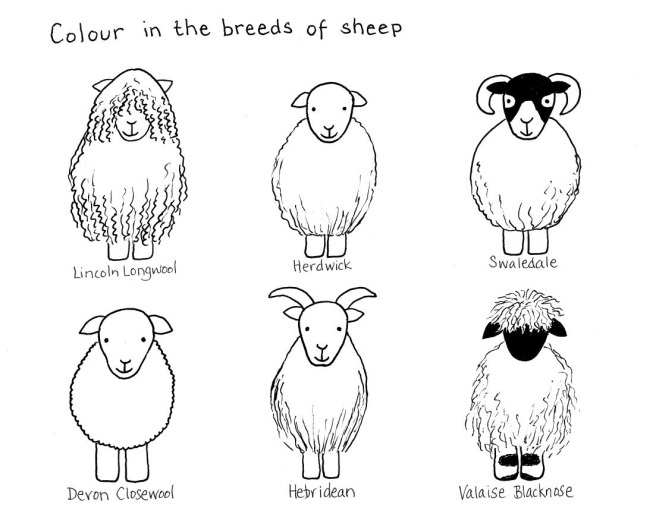 Colour in the breeds of sheep
Lincoln Longwool
Herdwick
Swaledale
Devon Closewool
Hebridean
Valaise Blacknose